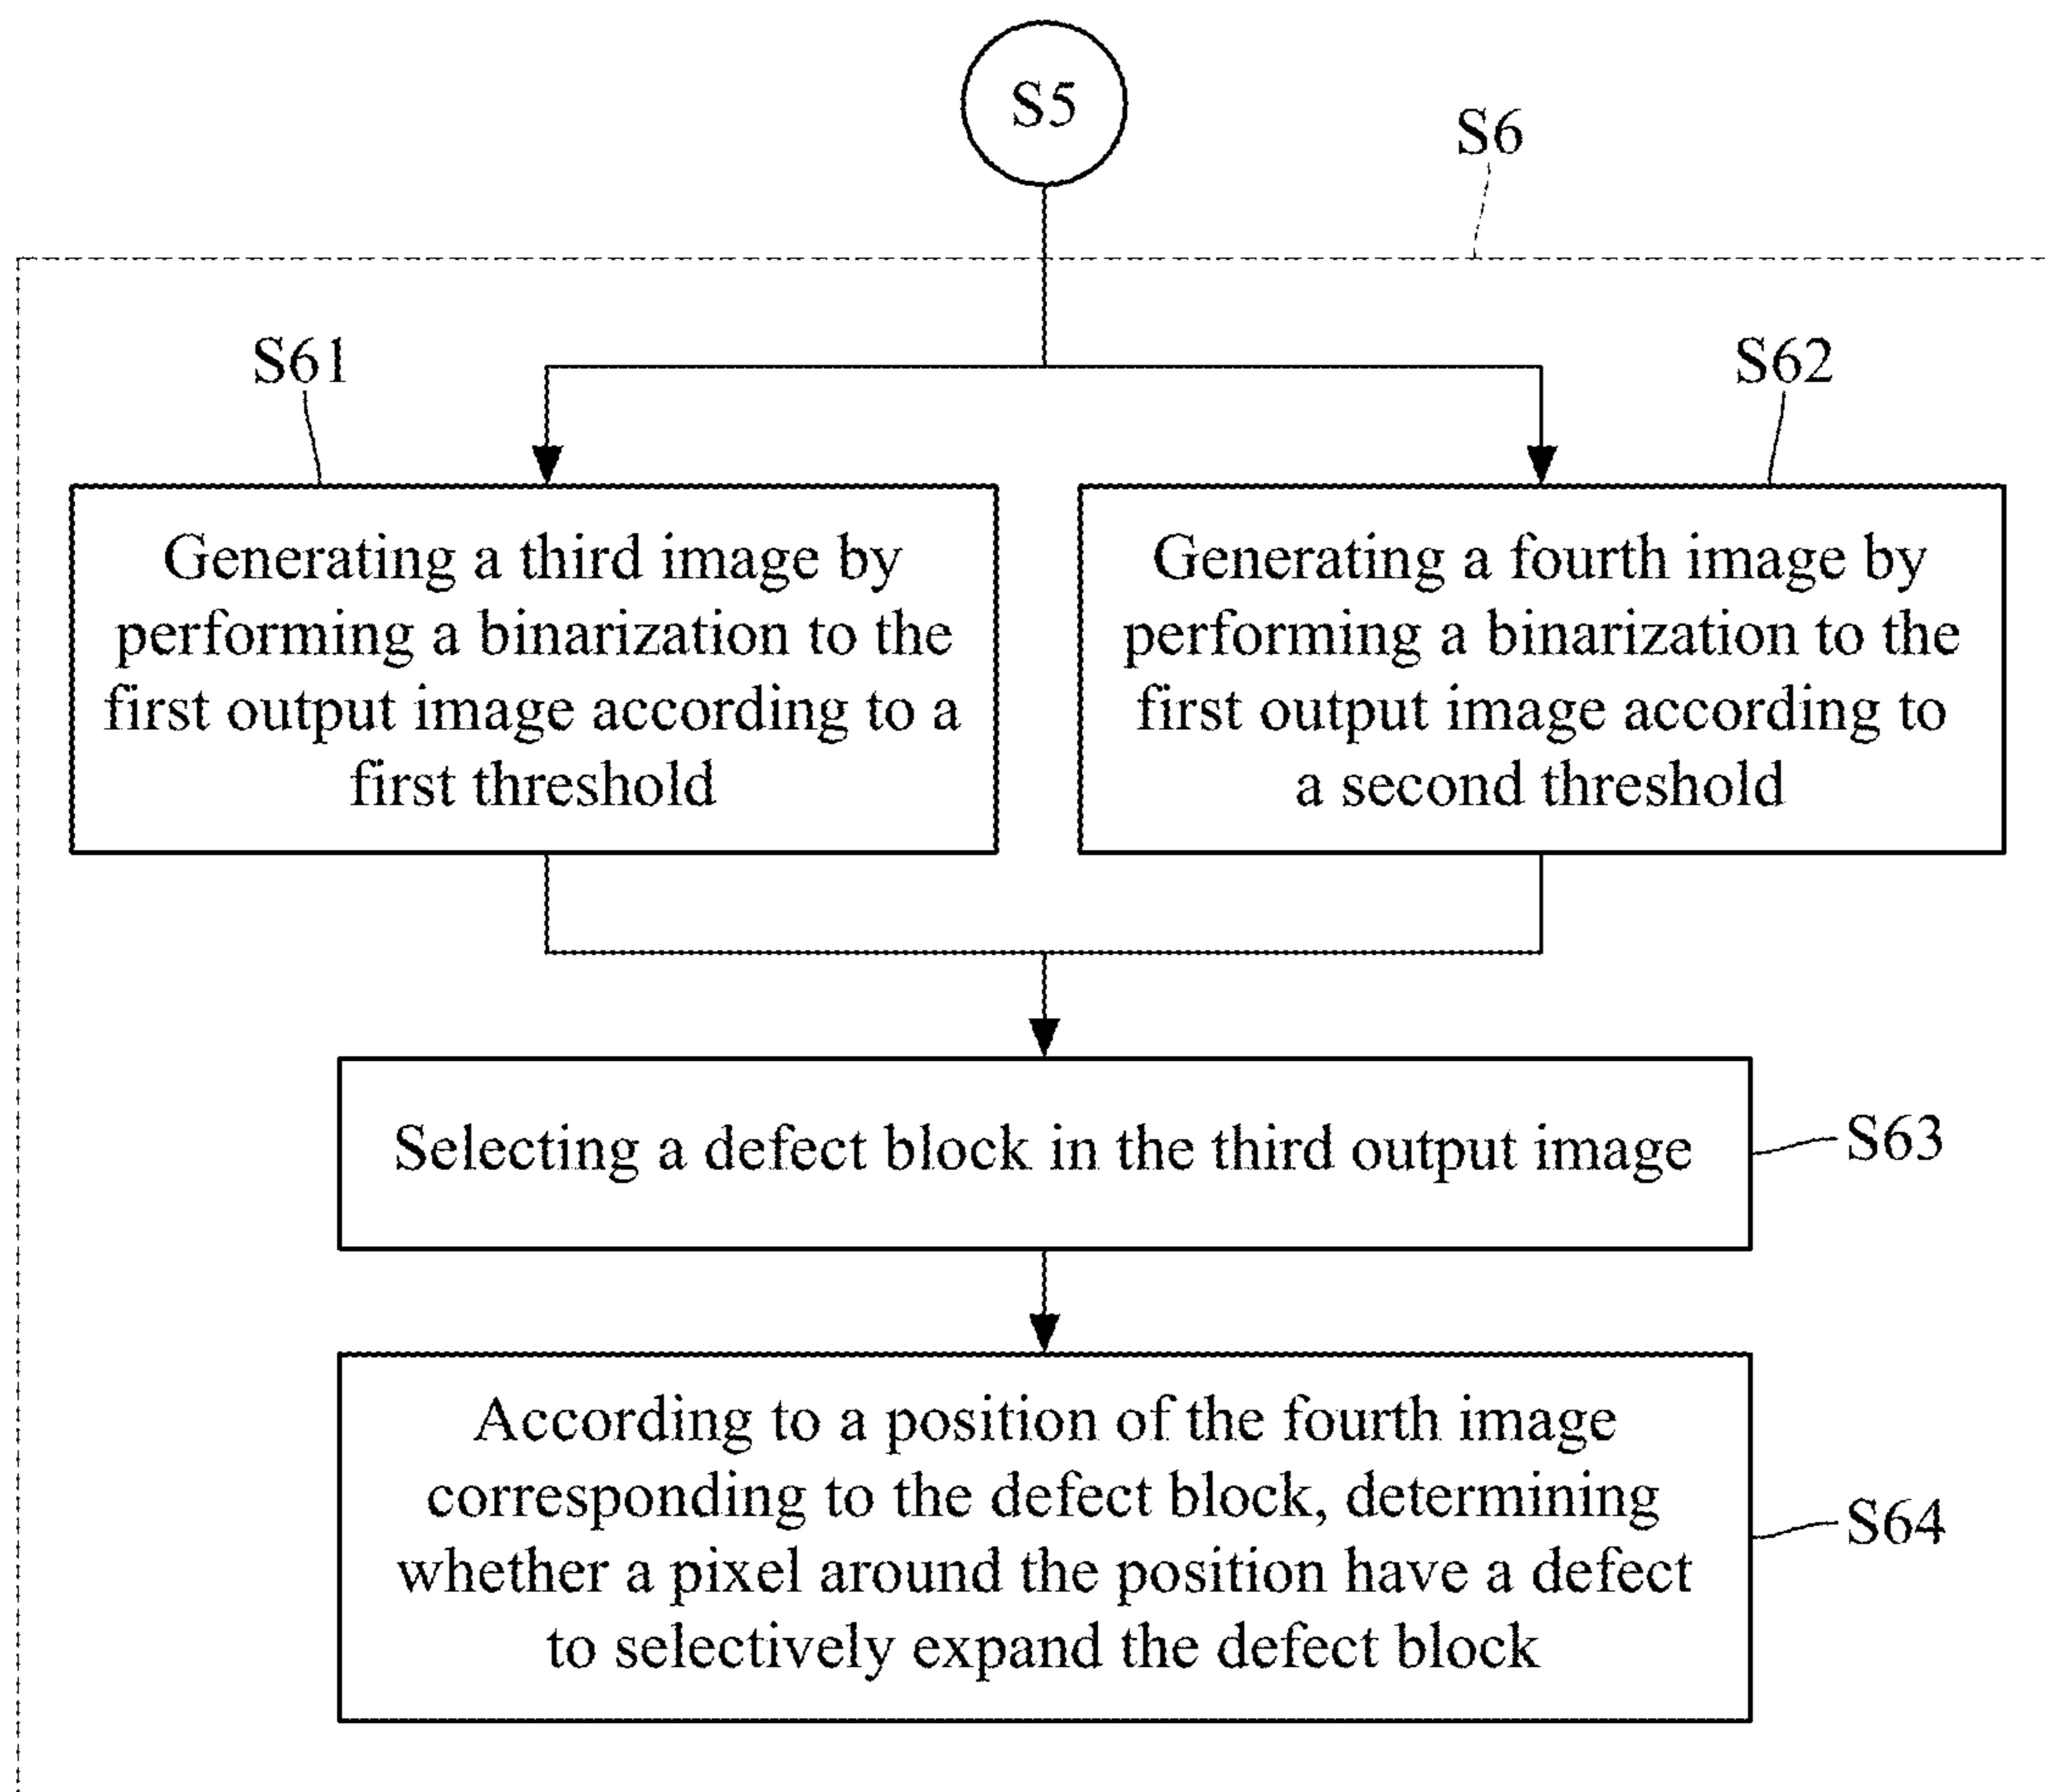 S5
S6
S61
S62
Generating a third image by
performing a binarization to the
first output image according to a
first threshold
Generating a fourth image by
performing a binarization to the
first output image according to
a second threshold
Selecting a defect block in the third output image
S63
According to a position of the fourth image
corresponding to the defect block, determining
whether a pixel around the position have a defect
to selectively expand the defect block
S64